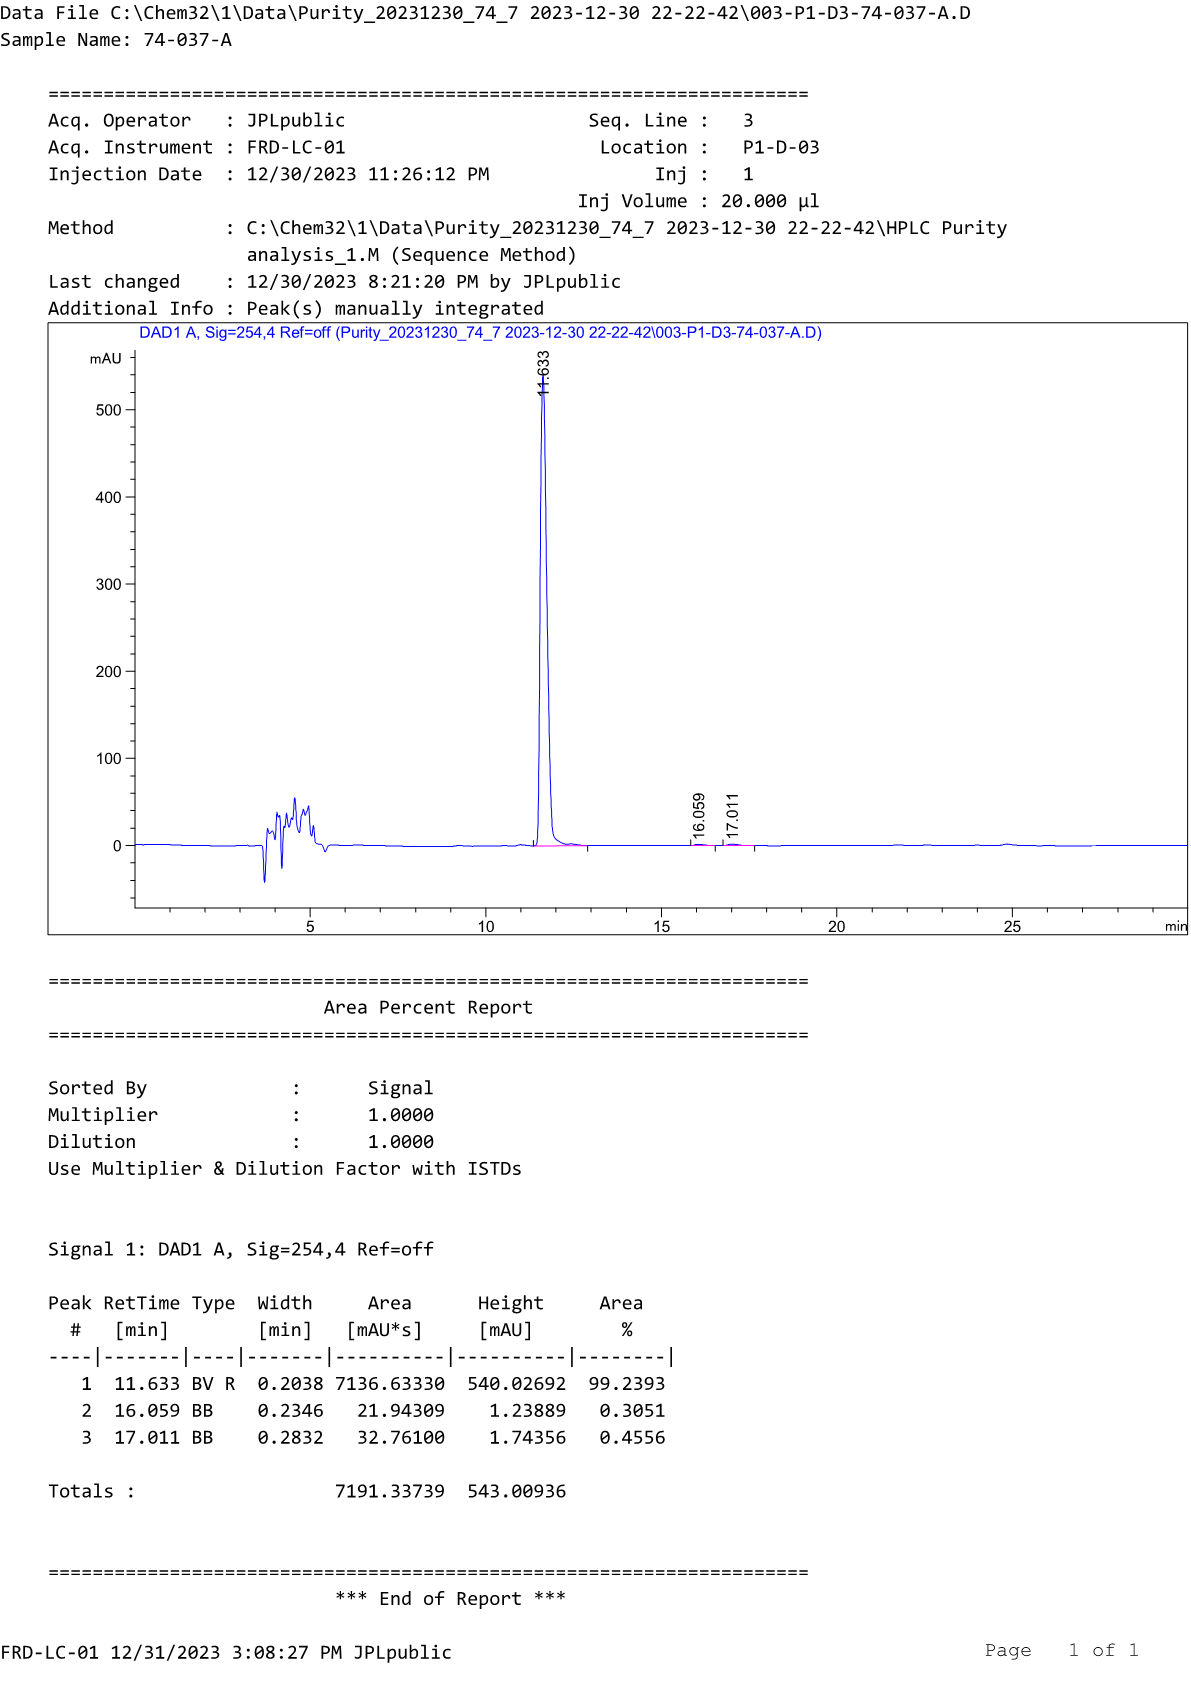 Data File C:\Chem32\1\Data\Purity_20231230_74_7 2023-12-30 22-22-42\003-P1-D3-74-037-A.D
Sample Name: 74-037-A
=====================================================================
Acq. Operator   : JPLpublic                      Seq. Line :   3
Acq. Instrument : FRD-LC-01                       Location :   P1-D-03
Injection Date  : 12/30/2023 11:26:12 PM               Inj :   1
Inj Volume : 20.000 µl
Method          : C:\Chem32\1\Data\Purity_20231230_74_7 2023-12-30 22-22-42\HPLC Purity
analysis_1.M (Sequence Method)
Last changed    : 12/30/2023 8:21:20 PM by JPLpublic
Additional Info : Peak(s) manually integrated
DAD1 A, Sig=254,4 Ref=off (Purity_20231230_74_7 2023-12-30 22-22-42\003-P1-D3-74-037-A.D)
mAU
500
400
300
200
100
0
11.633
16.059
17.011
5 10 15 20 25 min
=====================================================================
Area Percent Report
=====================================================================
Sorted By             :      Signal
Multiplier            :      1.0000
Dilution              :      1.0000
Use Multiplier & Dilution Factor with ISTDs
Signal 1: DAD1 A, Sig=254,4 Ref=off
Peak RetTime Type  Width     Area      Height     Area
#   [min]        [min]   [mAU*s]     [mAU]        %
----|-------|----|-------|----------|----------|--------|
1  11.633 BV R  0.2038 7136.63330  540.02692  99.2393
2  16.059 BB    0.2346   21.94309    1.23889   0.3051
3  17.011 BB    0.2832   32.76100    1.74356   0.4556
Totals :                  7191.33739  543.00936
=====================================================================
*** End of Report ***
FRD-LC-01 12/31/2023 3:08:27 PM JPLpublic
Page   1 of 1